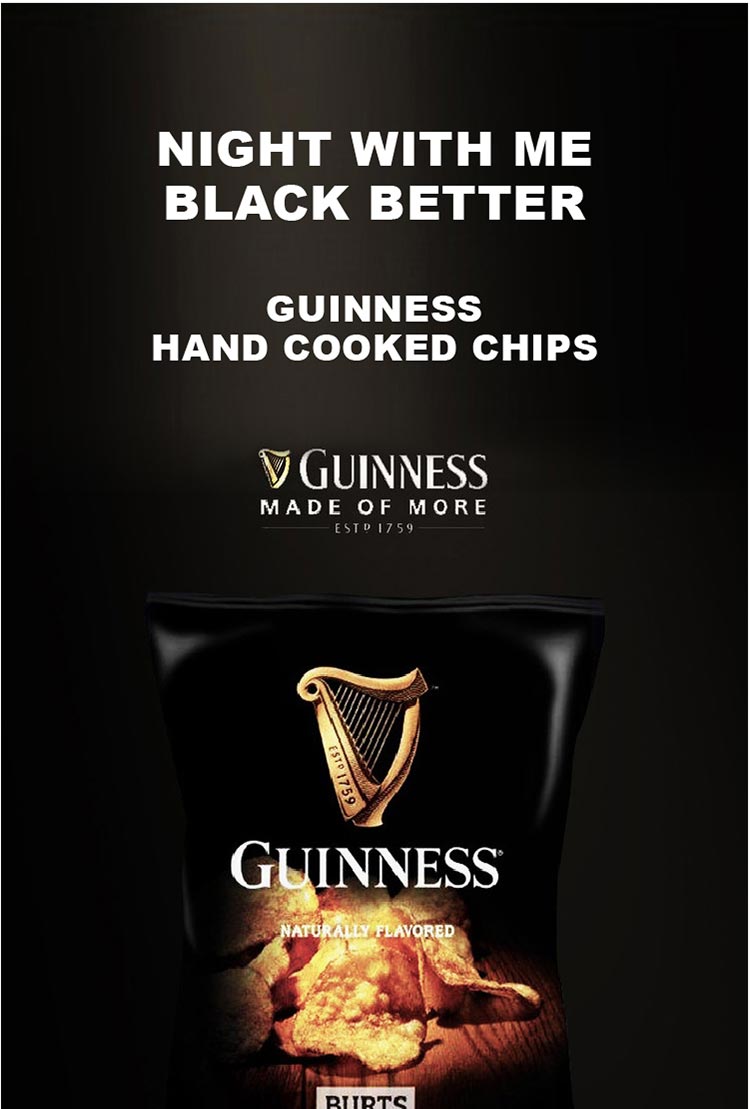 NIGHT WITH ME
BLACK BETTER
GUINNESS
HAND COOKED CHIPS
GUINNESS
MADE OF MORE
ESTD 1759
ESTD 1759
™
GUINNESS®
NATURALLY FLAVORED
BURTS